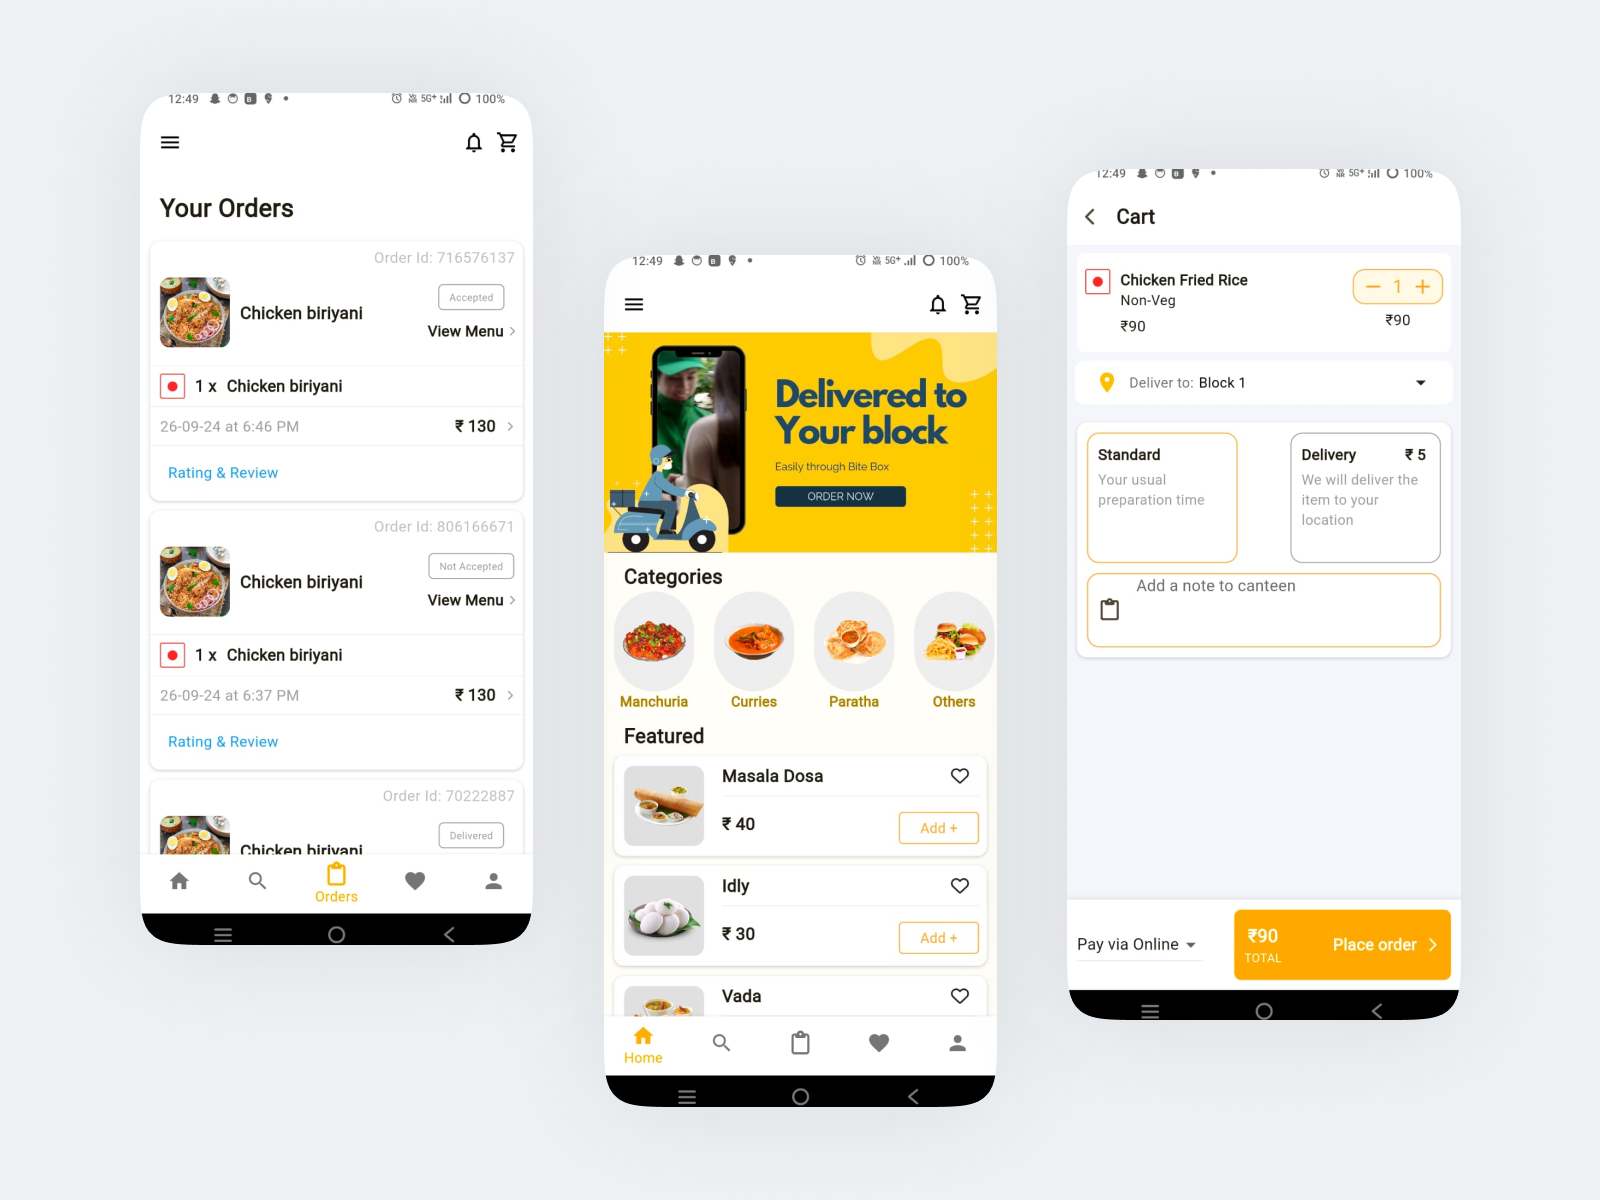 12:49
5G+
100%
Your Orders
Order Id: 716576137
Accepted
Chicken biriyani
View Menu
1 x Chicken biriyani
26-09-24 at 6:46 PM
₹ 130
Rating & Review
Order Id: 806166671
Not Accepted
Chicken biriyani
View Menu
1 x Chicken biriyani
26-09-24 at 6:37 PM
₹ 130
Rating & Review
Order Id: 70222887
Delivered
Chicken biriyani
Orders
12:49
5G+
100%
Delivered to
Your block
Easily through Bite Box
ORDER NOW
Categories
Manchuria
Curries
Paratha
Others
Featured
Masala Dosa
₹ 40
Add +
Idly
₹ 30
Add +
Vada
Home
12:49
5G+
100%
Cart
Chicken Fried Rice
Non-Veg
₹90
1
₹90
Deliver to: Block 1
Standard
Your usual
preparation time
Delivery ₹ 5
We will deliver the
item to your
location
Add a note to canteen
Pay via Online
₹90
TOTAL
Place order